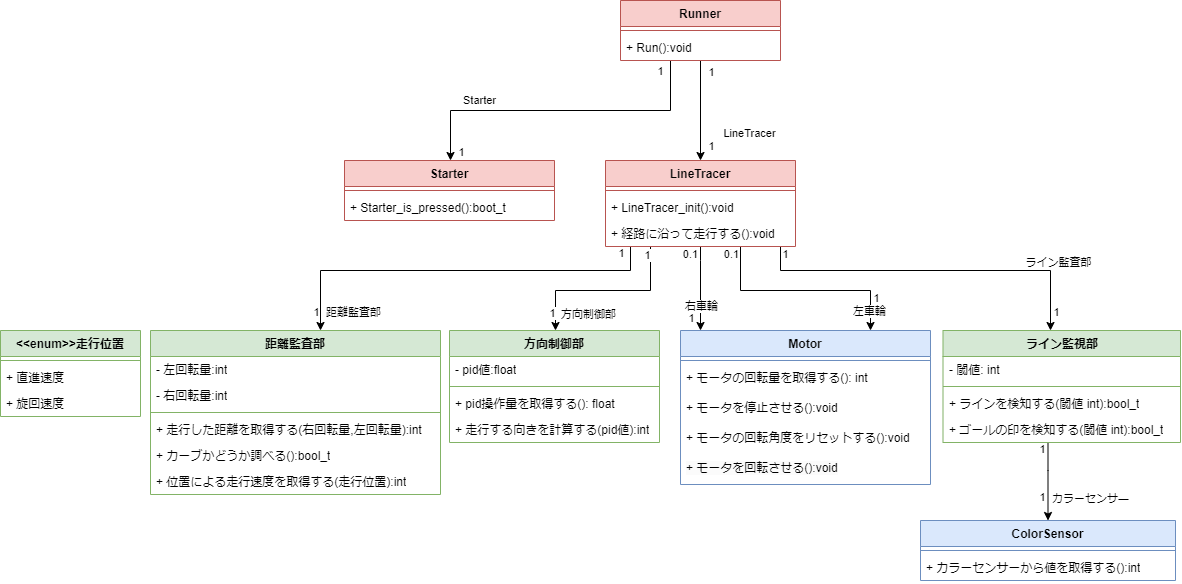 Runner
+ Run():void
1
1
Starter
LineTracer
1
1
Starter
+ Starter_is_pressed():boot_t
LineTracer
+ LineTracer_init():void
+ 経路に沿って走行する():void
1
1
0.1
0.1
1
ライン監査部
1 距離監査部
1 方向制御部
右車輪
1
1
左車輪
1
<<enum>>走行位置
+ 直進速度
+ 旋回速度
距離監査部
- 左回転量:int
- 右回転量:int
+ 走行した距離を取得する(右回転量,左回転量):int
+ カーブかどうか調べる():bool_t
+ 位置による走行速度を取得する(走行位置):int
方向制御部
- pid値:float
+ pid操作量を取得する(): float
+ 走行する向きを計算する(pid値):int
Motor
+ モータの回転量を取得する(): int
+ モータを停止させる():void
+ モータの回転角度をリセットする():void
+ モータを回転させる():void
ライン監視部
- 閾値: int
+ ラインを検知する(閾値 int):bool_t
+ ゴールの印を検知する(閾値 int):bool_t
1
1 カラーセンサー
ColorSensor
+ カラーセンサーから値を取得する():int